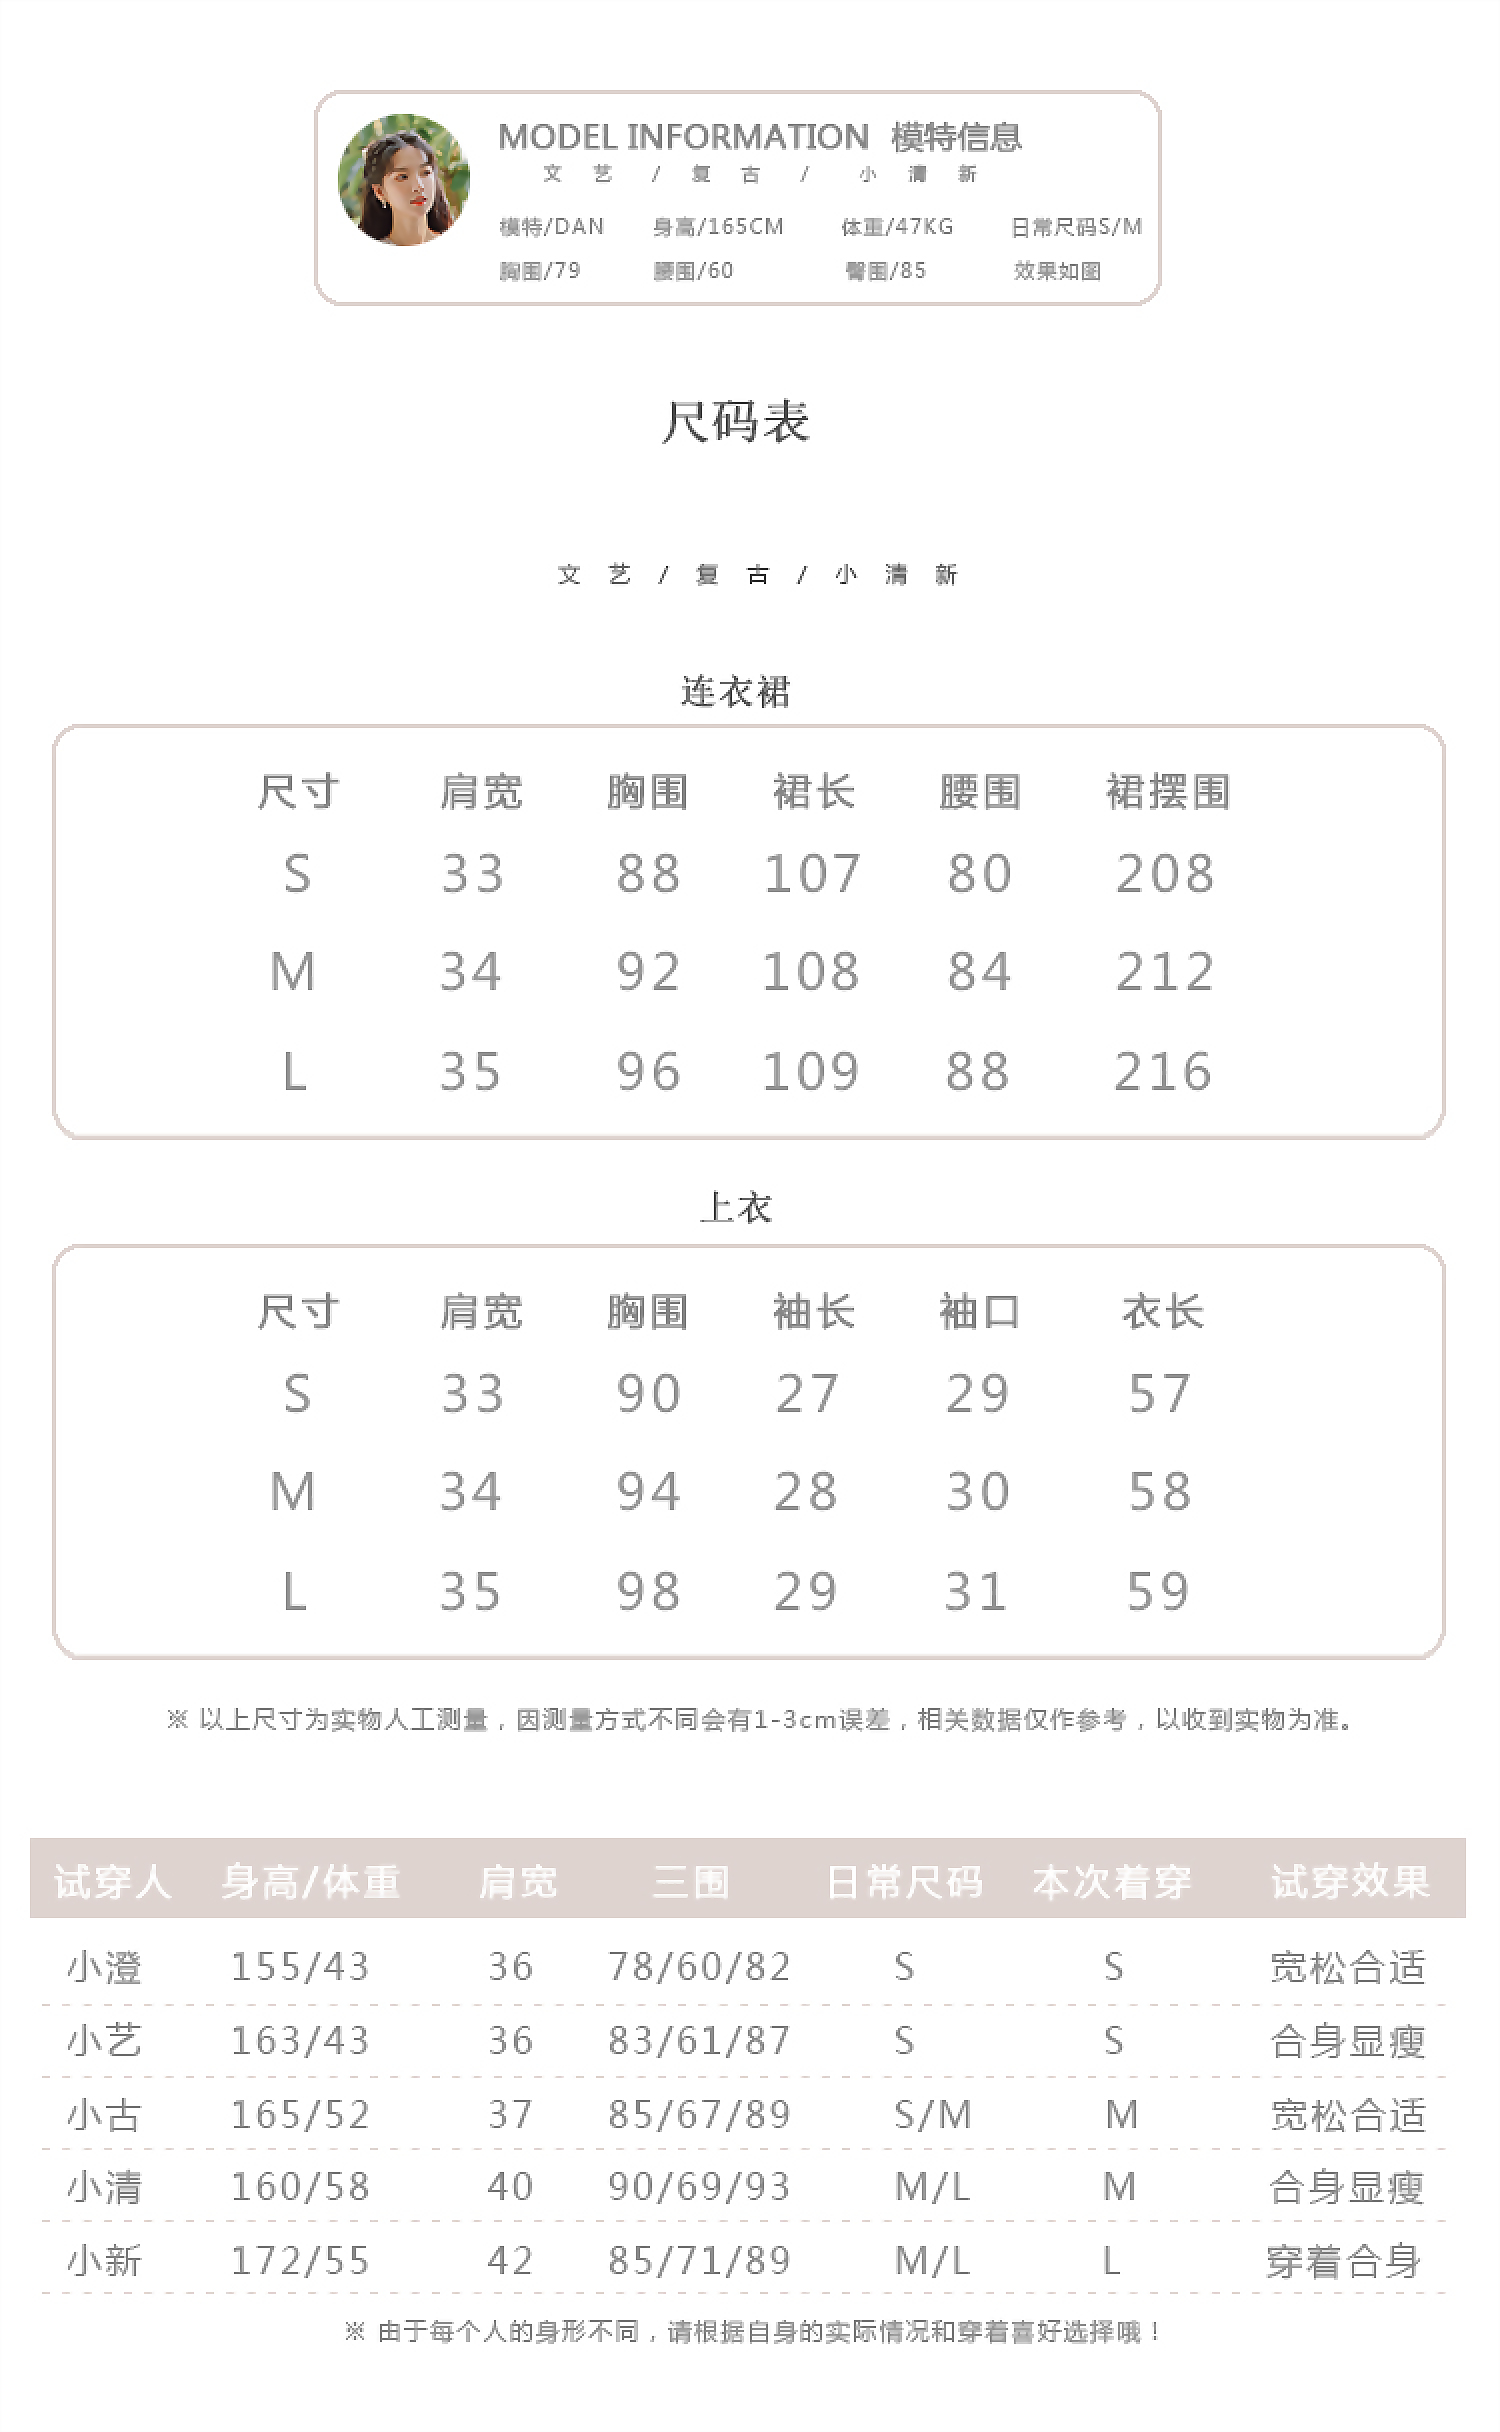 MODEL INFORMATION 模特信息
文 艺 / 复 古 / 小 清 新
模特/DAN 身高/165CM 体重/47KG 日常尺码S/M
胸围/79 腰围/60 臀围/85 效果如图
尺码表
文 艺 / 复 古 / 小 清 新
连衣裙
尺寸 肩宽 胸围 裙长 腰围 裙摆围
S 33 88 107 80 208
M 34 92 108 84 212
L 35 96 109 88 216
上衣
尺寸 肩宽 胸围 袖长 袖口 衣长
S 33 90 27 29 57
M 34 94 28 30 58
L 35 98 29 31 59
※ 以上尺寸为实物人工测量，因测量方式不同会有1-3cm误差，相关数据仅作参考，以收到实物为准。
试穿人 身高/体重 肩宽 三围 日常尺码 本次着穿 试穿效果
小澄 155/43 36 78/60/82 S S 宽松合适
小艺 163/43 36 83/61/87 S S 合身显瘦
小古 165/52 37 85/67/89 S/M M 宽松合适
小清 160/58 40 90/69/93 M/L M 合身显瘦
小新 172/55 42 85/71/89 M/L L 穿着合身
※ 由于每个人的身形不同，请根据自身的实际情况和穿着喜好选择哦！